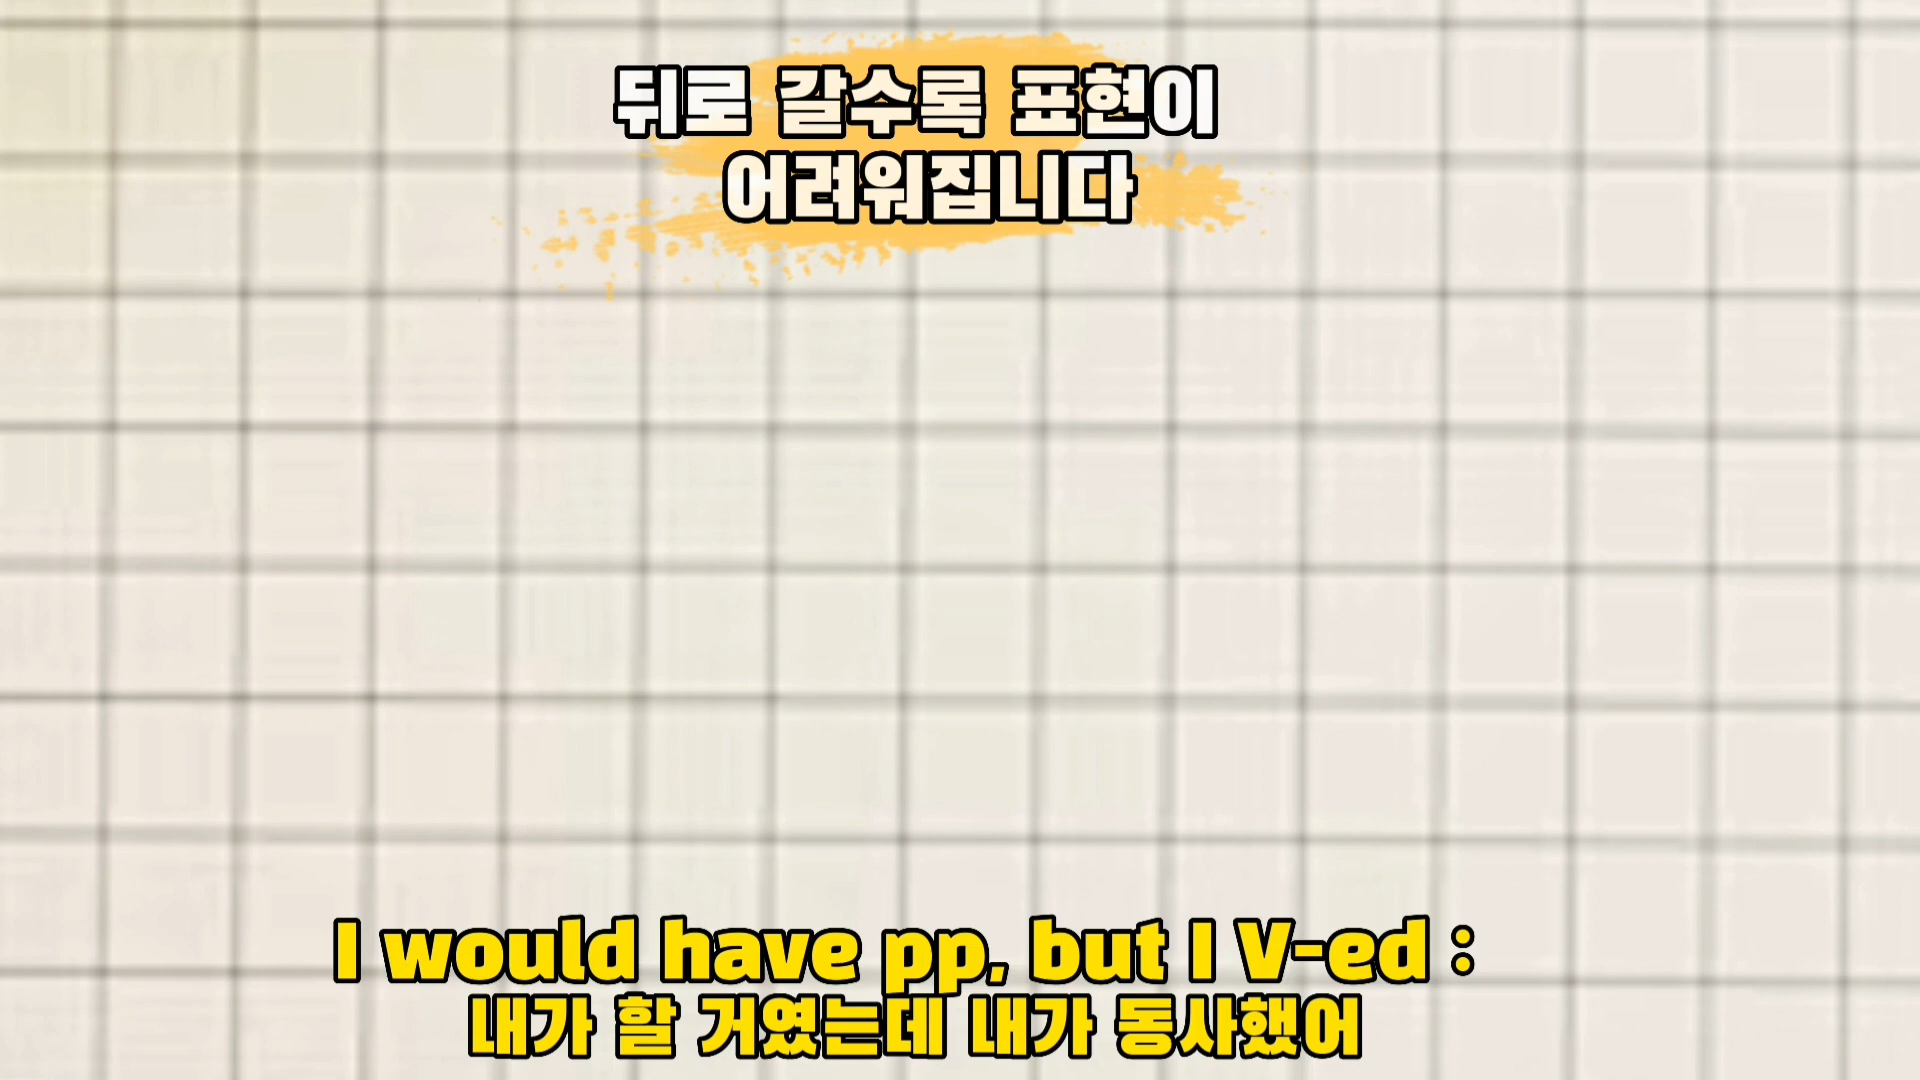 뒤로 갈수록 표현이
어려워집니다
I would have pp, but I V-ed :
내가 할 거였는데 내가 동사했어